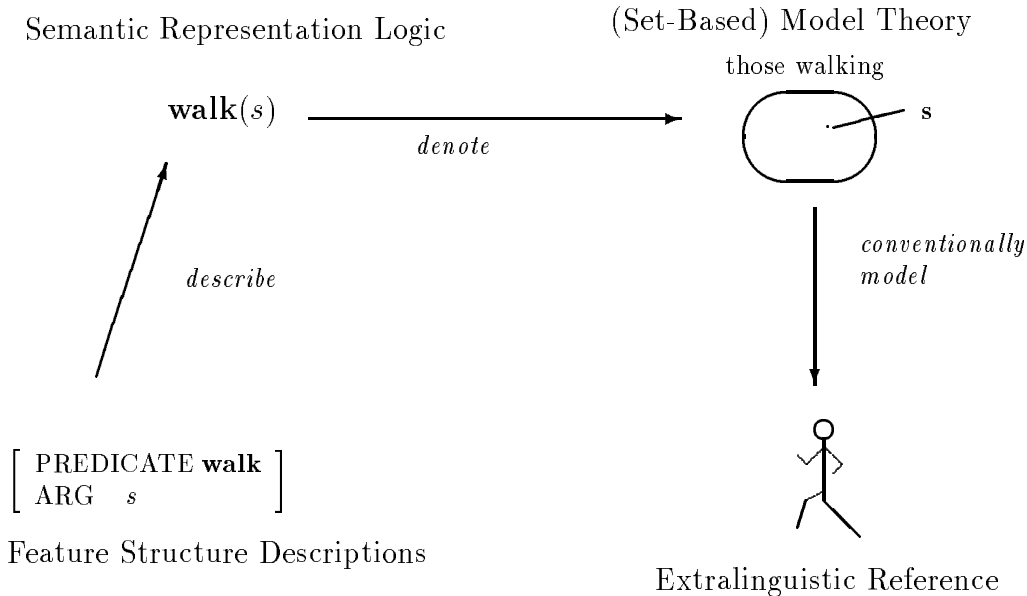 Semantic Representation Logic
(Set-Based) Model Theory
those walking
walk(s)
s
denote
conventionally
model
describe
PREDICATE walk
ARG s
Feature Structure Descriptions
Extralinguistic Reference